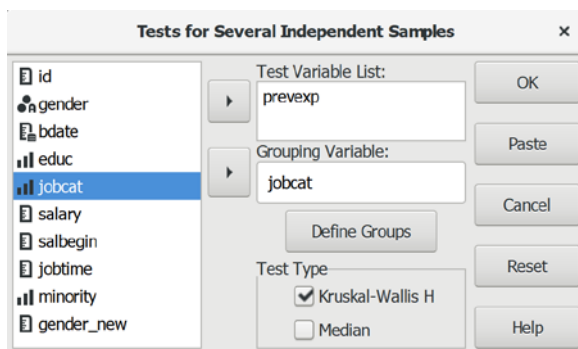 Tests for Several Independent Samples
×
id
gender
bdate
educ
jobcat
salary
salbegin
jobtime
minority
gender_new
Test Variable List:
prevexp
Grouping Variable:
jobcat
Define Groups
Test Type
Kruskal-Wallis H
Median
OK
Paste
Cancel
Reset
Help